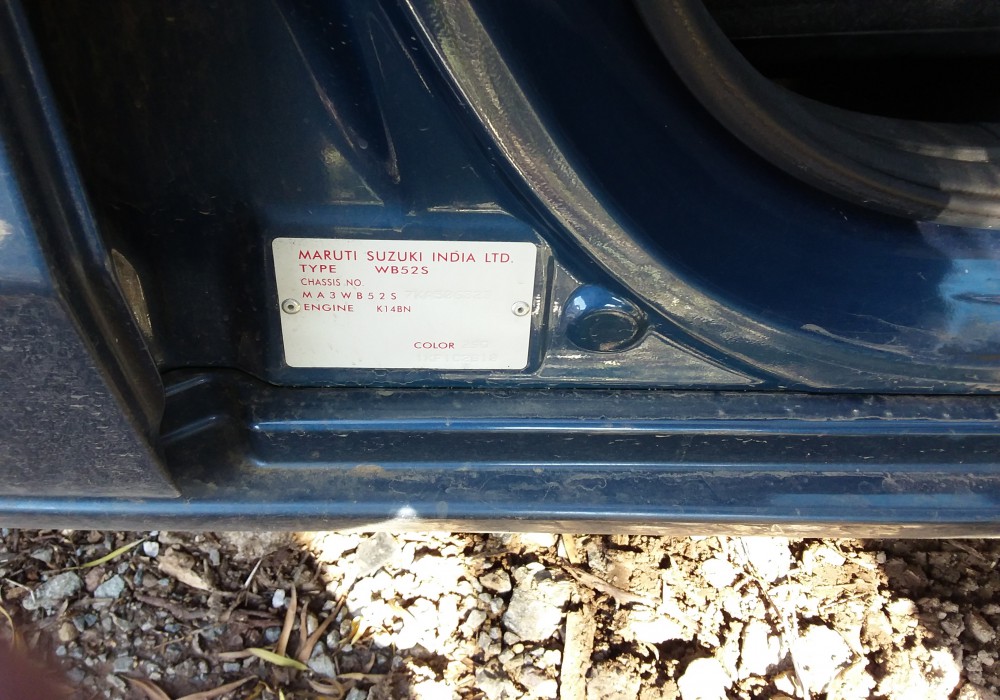 MARUTI SUZUKI INDIA LTD.
TYPE WB52S
CHASSIS NO.
MA3WB52S
ENGINE K14BN
COLOR